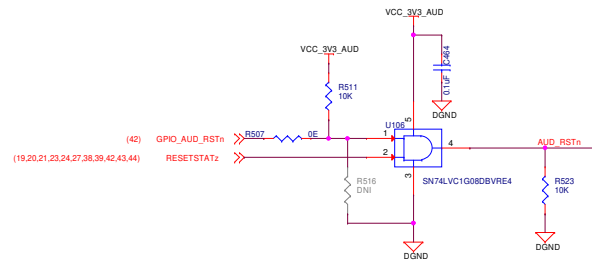 VCC_3V3_AUD
VCC_3V3_AUD
C464
0.1uF
R511
10K
DGND
U106
5
(42) GPIO_AUD_RSTn R507 0E 1
4 AUD_RSTn
(19,20,21,23,24,27,38,39,42,43,44) RESETSTATz 2
3
R516
DNI
SN74LVC1G08DBVRE4
R523
10K
DGND
DGND